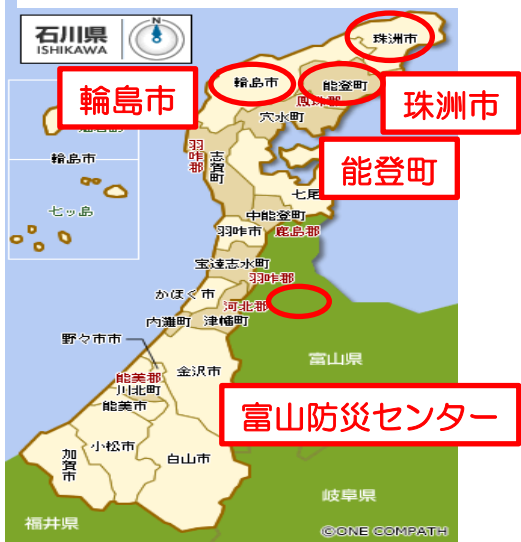 石川県
ISHIKAWA
N
珠洲市
輪島市
能登町
輪島市
珠洲市
鳳珠郡
穴水町
輪島市
羽咋郡
志賀町
能登町
七尾
七ッ島
中能登町
羽咋市
鹿島郡
宝達志水町
羽咋郡
かほく市
河北郡
内灘町
津幡町
野々市市
富山県
金沢市
能美郡
川北町
能美市
富山防災センター
小松市
加賀市
白山市
岐阜県
福井県
©ONE COMPATH